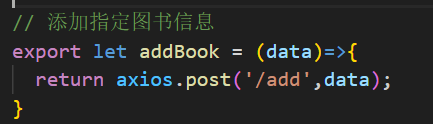 // 添加指定图书信息
export let addBook = (data)=>{
  return axios.post('/add',data);
}